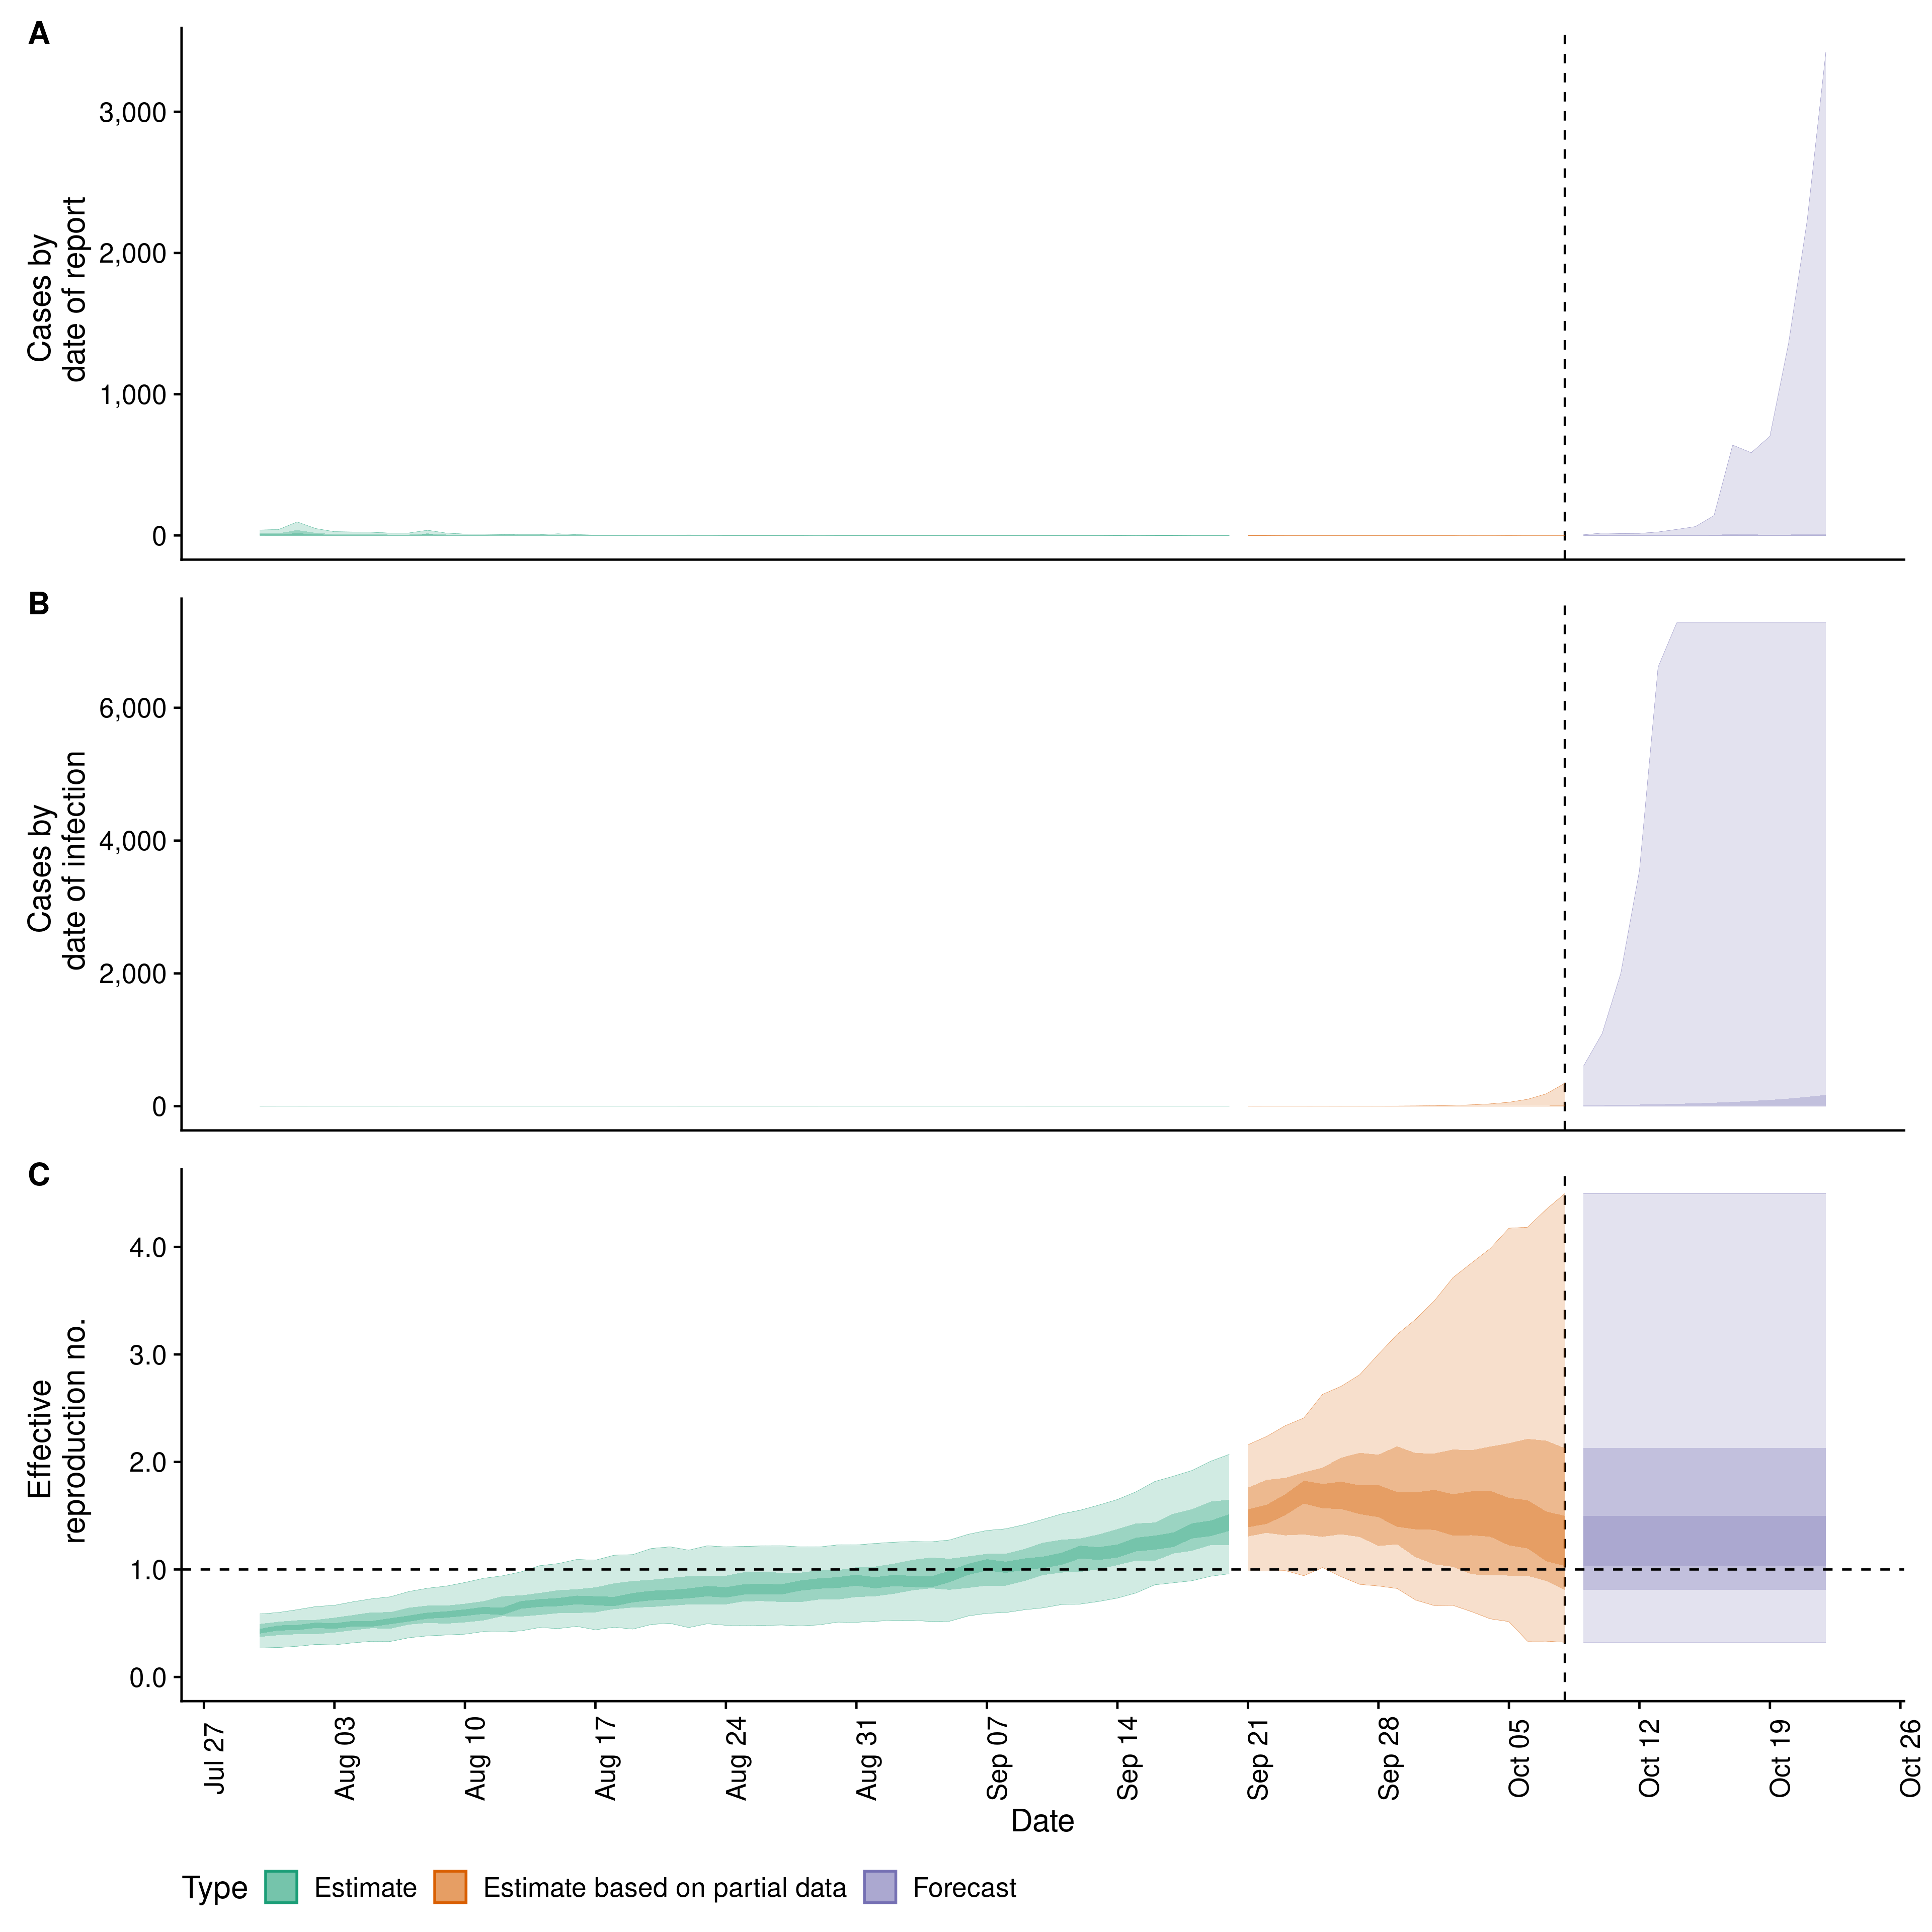 A
Cases by
date of report
3,000
2,000
1,000
0
B
Cases by
date of infection
6,000
4,000
2,000
0
C
Effective
reproduction no.
4.0
3.0
2.0
1.0
0.0
Jul 27
Aug 03
Aug 10
Aug 17
Aug 24
Aug 31
Sep 07
Sep 14
Sep 21
Sep 28
Oct 05
Oct 12
Oct 19
Oct 26
Date
Type Estimate Estimate based on partial data Forecast